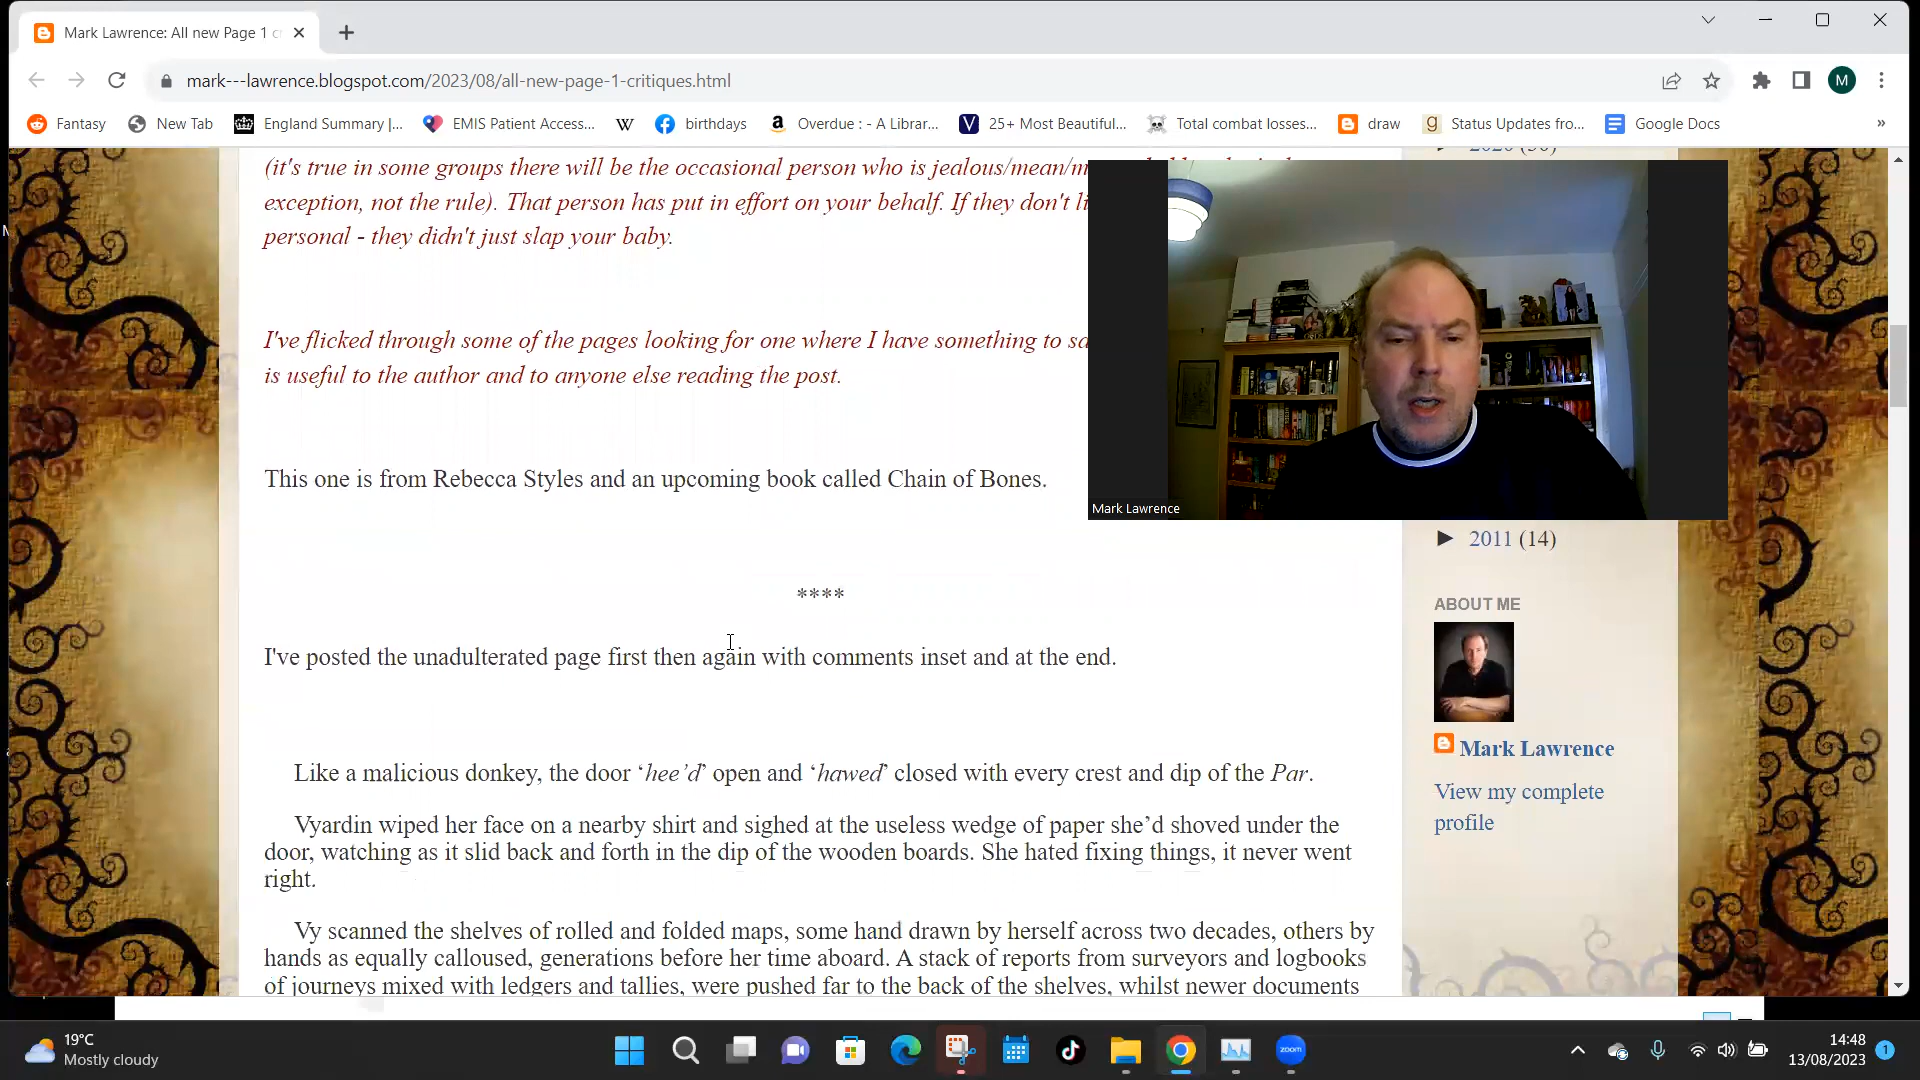 Mark Lawrence: All new Page 1 c
mark---lawrence.blogspot.com/2023/08/all-new-page-1-critiques.html
M
Fantasy
New Tab
England Summary |...
EMIS Patient Access...
W
birthdays
a
Overdue : - A Librar...
V
25+ Most Beautiful...
Total combat losses...
draw
g
Status Updates fro...
Google Docs
»
(it's true in some groups there will be the occasional person who is jealous/mean/m
exception, not the rule). That person has put in effort on your behalf. If they don't li
personal - they didn't just slap your baby.
I've flicked through some of the pages looking for one where I have something to sa
is useful to the author and to anyone else reading the post.
This one is from Rebecca Styles and an upcoming book called Chain of Bones.
Mark Lawrence
► 2011 (14)
****
I've posted the unadulterated page first then again with comments inset and at the end.
ABOUT ME
Mark Lawrence
View my complete
profile
Like a malicious donkey, the door ‘hee’d’ open and ‘hawed’ closed with every crest and dip of the Par.
Vyardin wiped her face on a nearby shirt and sighed at the useless wedge of paper she’d shoved under the
door, watching as it slid back and forth in the dip of the wooden boards. She hated fixing things, it never went
right.
Vy scanned the shelves of rolled and folded maps, some hand drawn by herself across two decades, others by
hands as equally calloused, generations before her time aboard. A stack of reports from surveyors and logbooks
of journeys mixed with ledgers and tallies, were pushed far to the back of the shelves, whilst newer documents
19°C
Mostly cloudy
zoom
14:48
13/08/2023
1